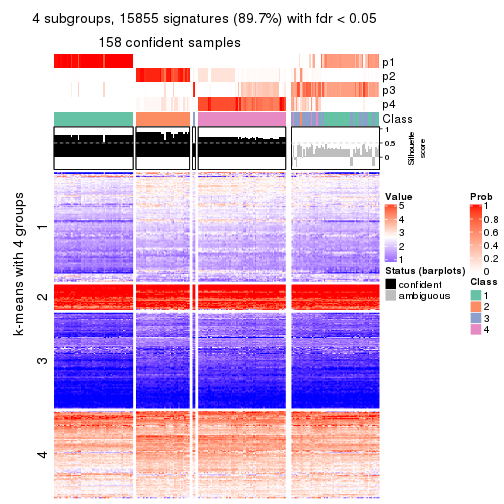 4 subgroups, 15855 signatures (89.7%) with fdr < 0.05
158 confident samples
p1
p2
p3
p4
Class
1
0.5
0
Silhouette
score
k-means with 4 groups
1
2
3
4
Value
5
4
3
2
1
Status (barplots)
confident
ambiguous
Prob
1
0.8
0.6
0.4
0.2
0
Class
1
2
3
4